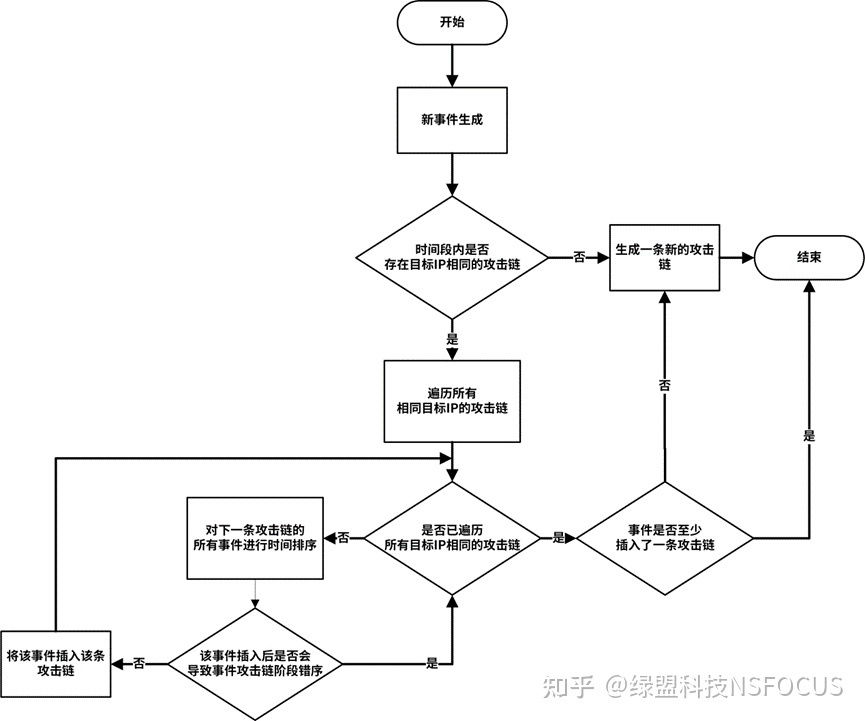 开始
新事件生成
时间段内是否
存在目标IP相同的攻击链
否
生成一条新的攻击
链
结束
是
遍历所有
相同目标IP的攻击链
否
是
对下一条攻击链的
所有事件进行时间排序
否
是否已遍历
所有目标IP相同的攻击链
是
事件是否至少
插入了一条攻击链
将该事件插入该条
攻击链
否
该事件插入后是否会
导致事件攻击链阶段错序
是
知乎 @绿盟科技NSFOCUS